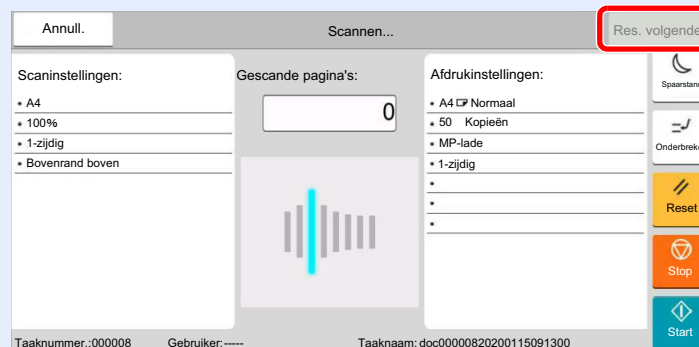 Annull.
Scannen...
Res. volgende
Scaninstellingen:
• A4
• 100%
• 1-zijdig
• Bovenrand boven
Gescande pagina's:
0
Afdrukinstellingen:
• A4 Normaal
• 50 Kopieën
• MP-lade
• 1-zijdig
•
•
•
Spaarstand
Onderbreke
Reset
Stop
Start
Taaknummer.:000008 Gebruiker:----- Taaknaam: doc00000820200115091300